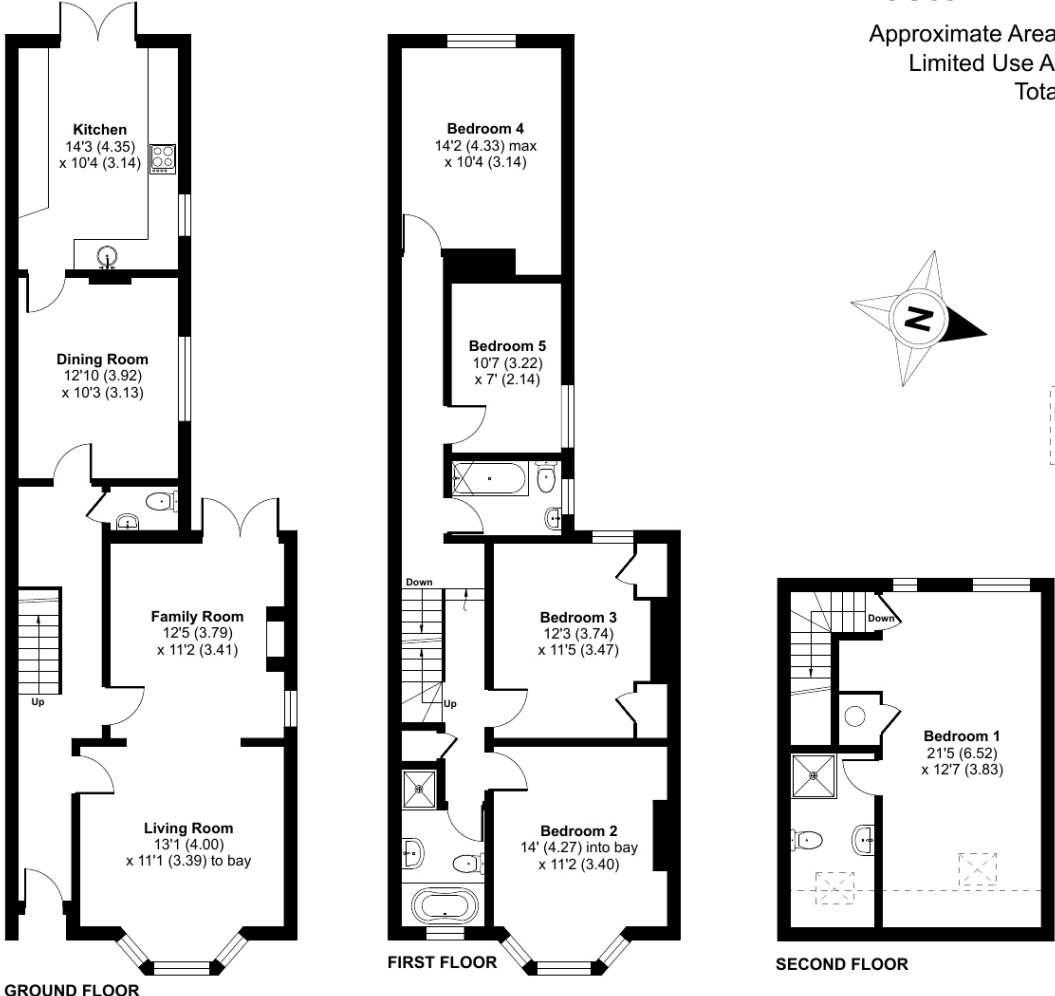 Approximate Area
Limited Use A
Tota
Kitchen
14'3 (4.35)
x 10'4 (3.14)
Dining Room
12'10 (3.92)
x 10'3 (3.13)
Family Room
12'5 (3.79)
x 11'2 (3.41)
Up
Living Room
13'1 (4.00)
x 11'1 (3.39) to bay
GROUND FLOOR
Bedroom 4
14'2 (4.33) max
x 10'4 (3.14)
Bedroom 5
10'7 (3.22)
x 7' (2.14)
Down
Bedroom 3
12'3 (3.74)
x 11'5 (3.47)
Up
Bedroom 2
14' (4.27) into bay
x 11'2 (3.40)
FIRST FLOOR
N
Down
Bedroom 1
21'5 (6.52)
x 12'7 (3.83)
SECOND FLOOR